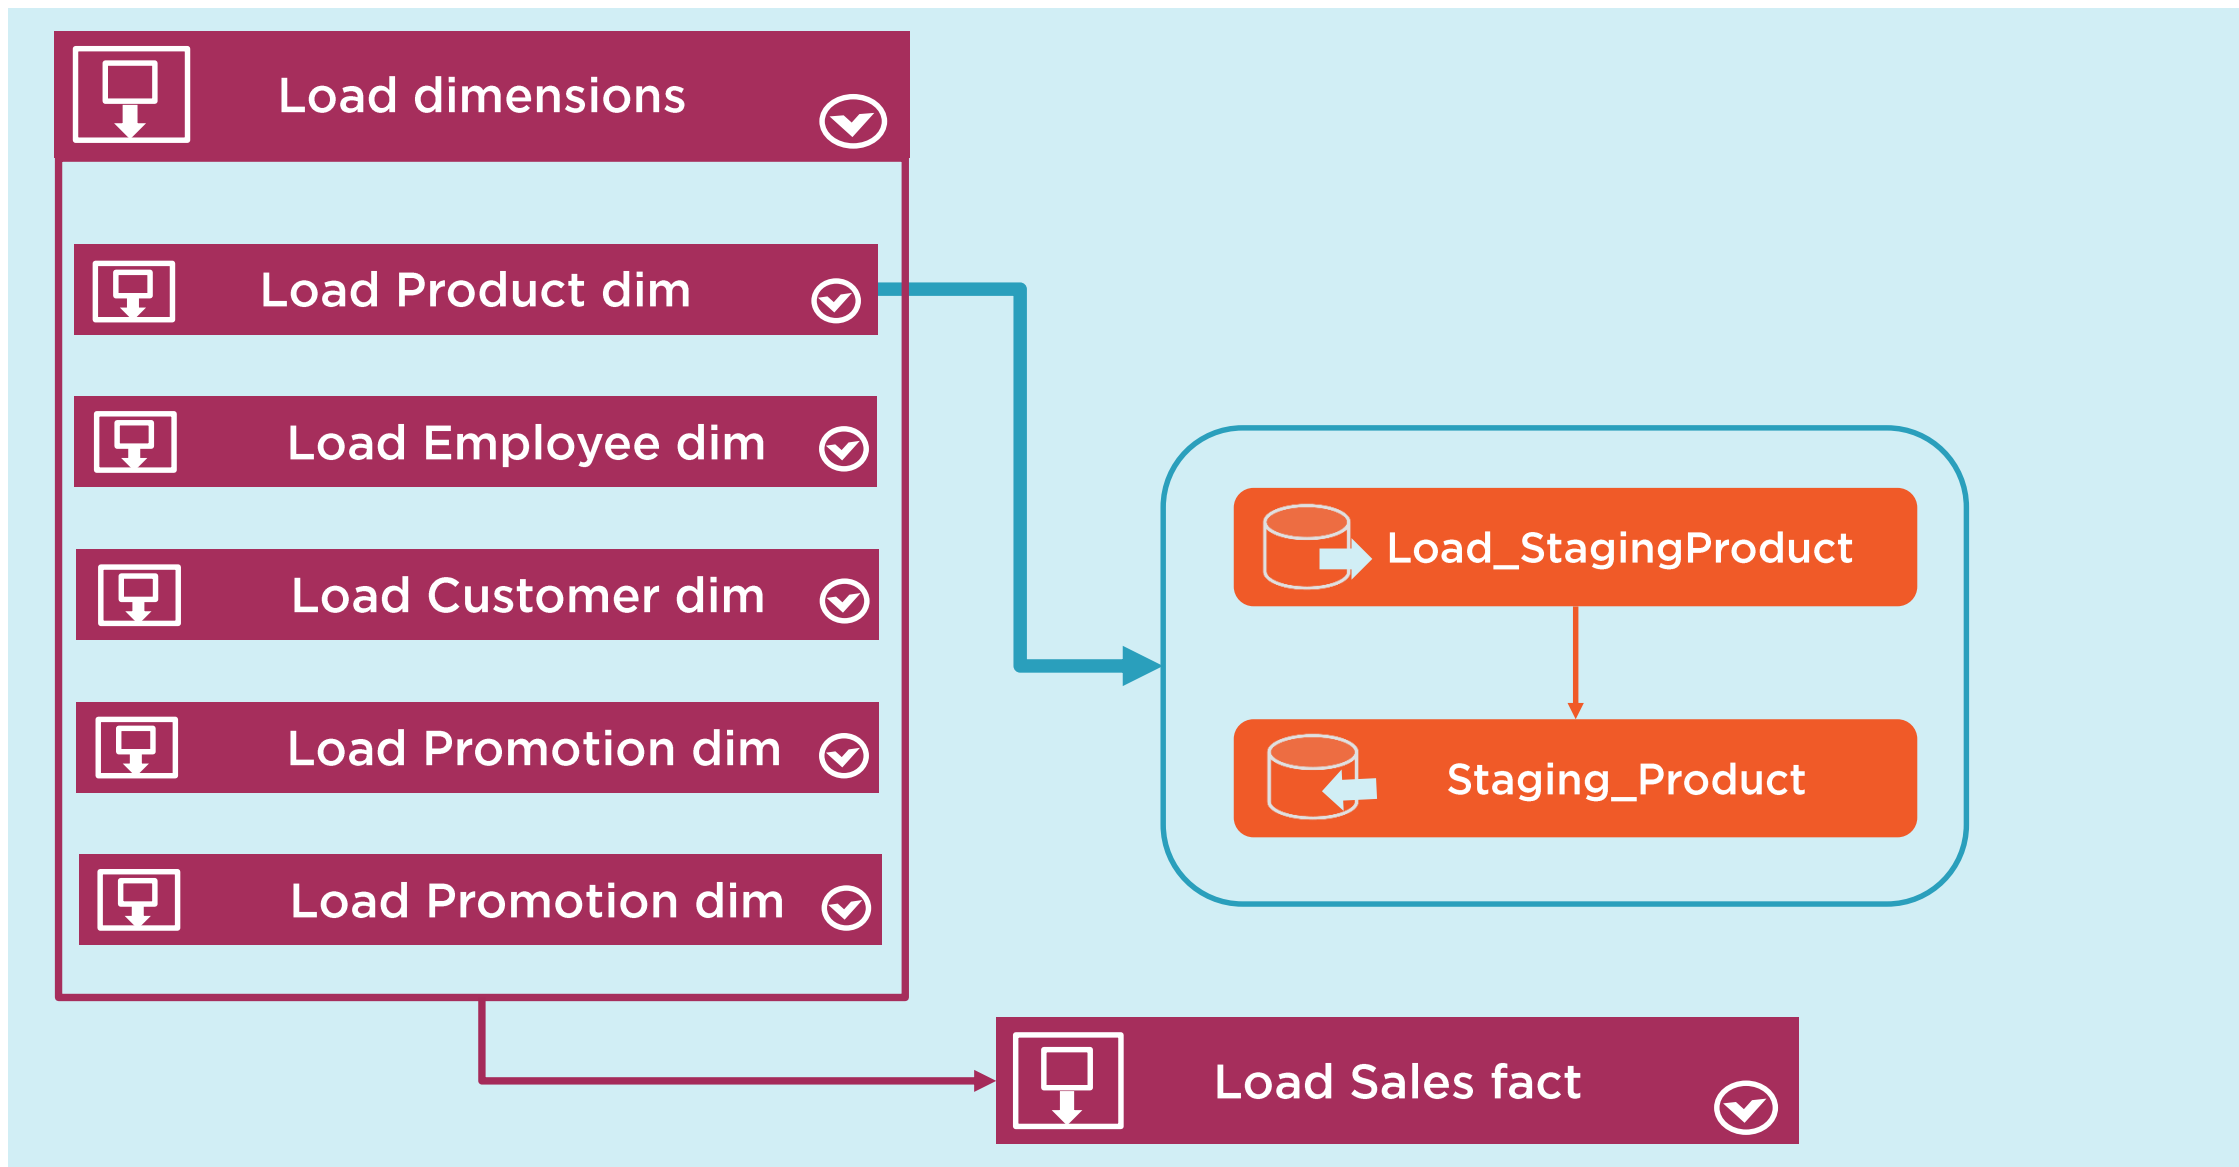 Load dimensions
Load Product dim
Load Employee dim
Load Customer dim
Load Promotion dim
Load Promotion dim
Load_StagingProduct
Staging_Product
Load Sales fact